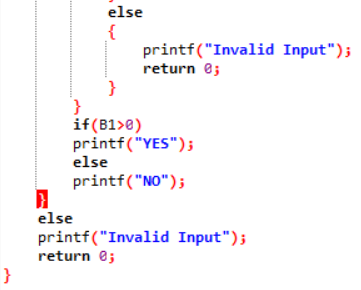 else
{
printf("Invalid Input");
return 0;
}
}
if(B1>0)
printf("YES");
else
printf("NO");
}
else
printf("Invalid Input");
return 0;
}